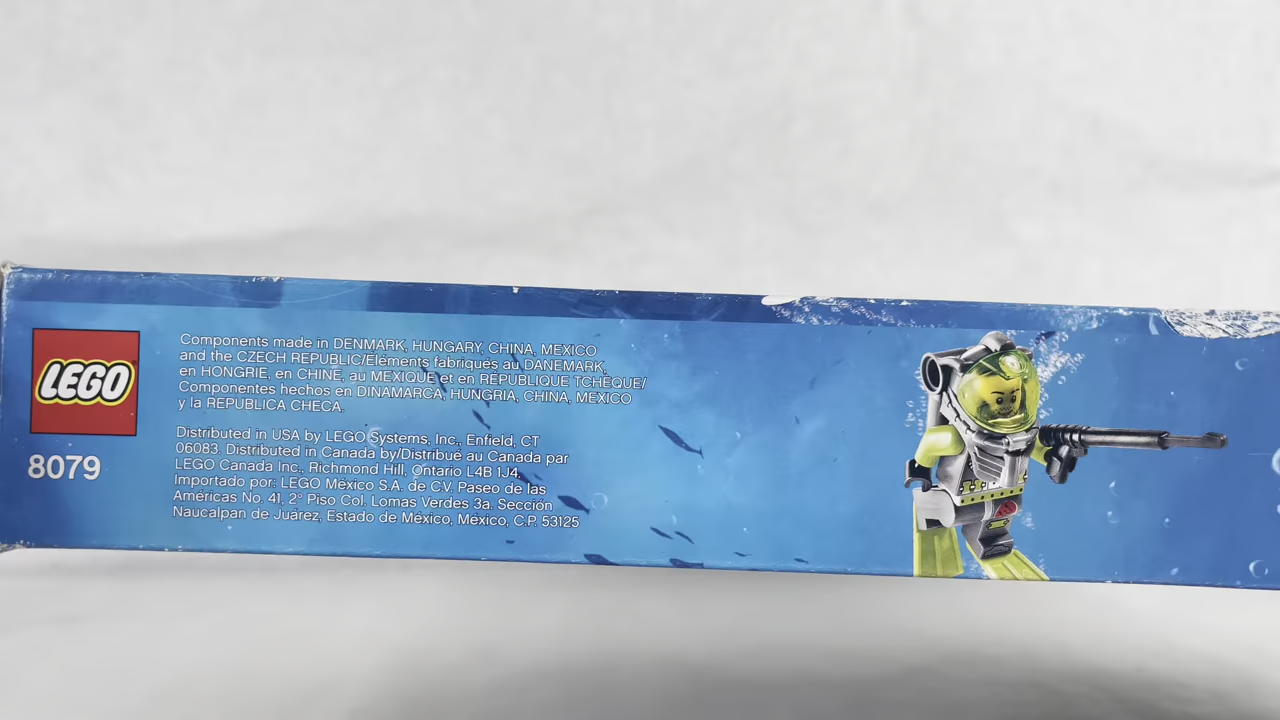 LEGO
8079
Components made in DENMARK, HUNGARY, CHINA, MEXICO
and the CZECH REPUBLIC/Éléments fabriqués au DANEMARK,
en HONGRIE, en CHINE, au MEXIQUE et en RÉPUBLIQUE TCHÈQUE/
Componentes hechos en DINAMARCA, HUNGRIA, CHINA, MÉXICO
y la REPUBLICA CHECA.
Distributed in USA by LEGO Systems, Inc., Enfield, CT
06083. Distributed in Canada by/Distribué au Canada par
LEGO Canada Inc., Richmond Hill, Ontario L4B 1J4.
Importado por: LEGO México S.A. de C.V. Paseo de las
Américas No. 41, 2° Piso Col. Lomas Verdes 3a. Sección
Naucalpan de Juárez, Estado de México, México, C.P. 53125